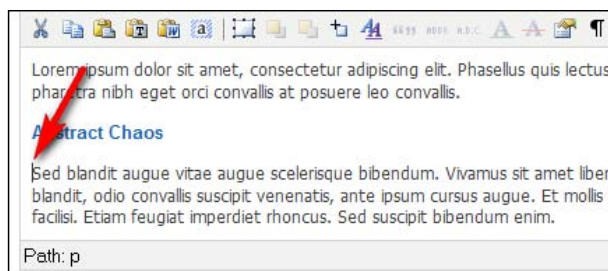 Lorem ipsum dolor sit amet, consectetur adipiscing elit. Phasellus quis lectus
pharetra nibh eget orci convallis at posuere leo convallis.
Abstract Chaos
Sed blandit augue vitae augue scelerisque bibendum. Vivamus sit amet liber
blandit, odio convallis suscipit venenatis, ante ipsum cursus augue. Et mollis
facilisi. Etiam feugiat imperdiet rhoncus. Sed suscipit bibendum enim.
Path: p